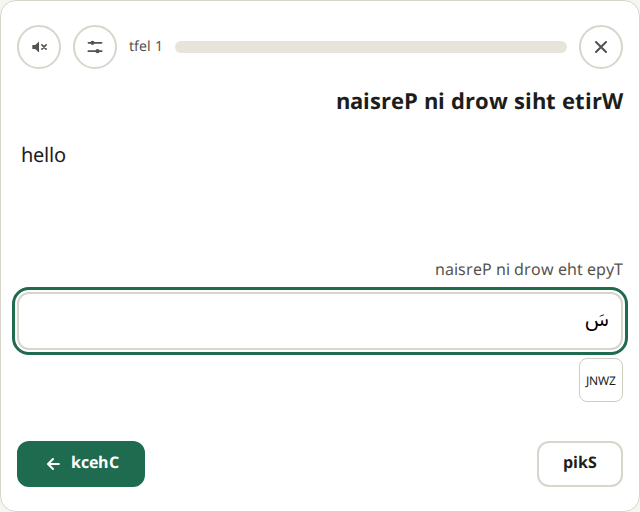 tfel 1
naisreP ni drow siht etirW
hello
naisreP ni drow eht epyT
سَ
JNWZ
kcehC
pikS